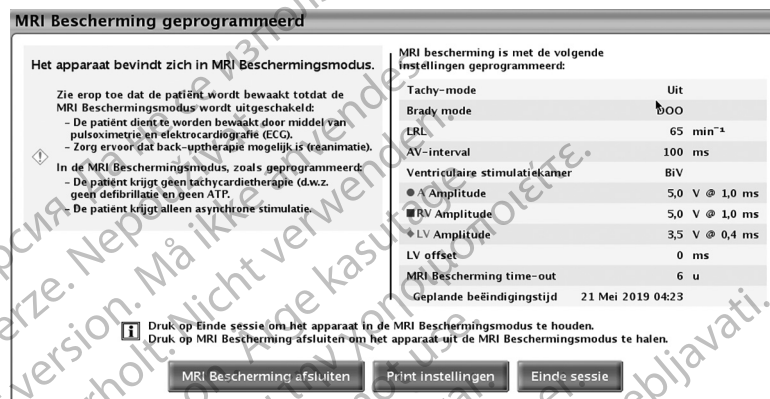 MRI Bescherming geprogrammeerd
Het apparaat bevindt zich in MRI Beschermingsmodus.
Zie erop toe dat de patiënt wordt bewaakt totdat de
MRI Beschermingsmodus wordt uitgeschakeld:
- De patiënt dient te worden bewaakt door middel van
pulsoximetrie en elektrocardiografie (ECG).
- Zorg ervoor dat back-uptherapie mogelijk is (reanimatie).
In de MRI Beschermingsmodus, zoals geprogrammeerd:
- De patiënt krijgt geen tachycardietherapie (d.w.z.
geen defibrillatie en geen ATP.
- De patiënt krijgt alleen asynchrone stimulatie.
MRI bescherming is met de volgende
instellingen geprogrammeerd:
Tachy-mode Uit
Brady mode DOO
LRL 65 min⁻¹
AV-interval 100 ms
Ventriculaire stimulatiekamer BiV
A Amplitude 5,0 V @ 1,0 ms
RV Amplitude 5,0 V @ 1,0 ms
LV Amplitude 3,5 V @ 0,4 ms
LV offset 0 ms
MRI Bescherming time-out 6 u
Geplande beëindigingstijd 21 Mei 2019 04:23
Druk op Einde sessie om het apparaat in de MRI Beschermingsmodus te houden.
Druk op MRI Bescherming afsluiten om het apparaat uit de MRI Beschermingsmodus te halen.
MRI Bescherming afsluiten Print instellingen Einde sessie